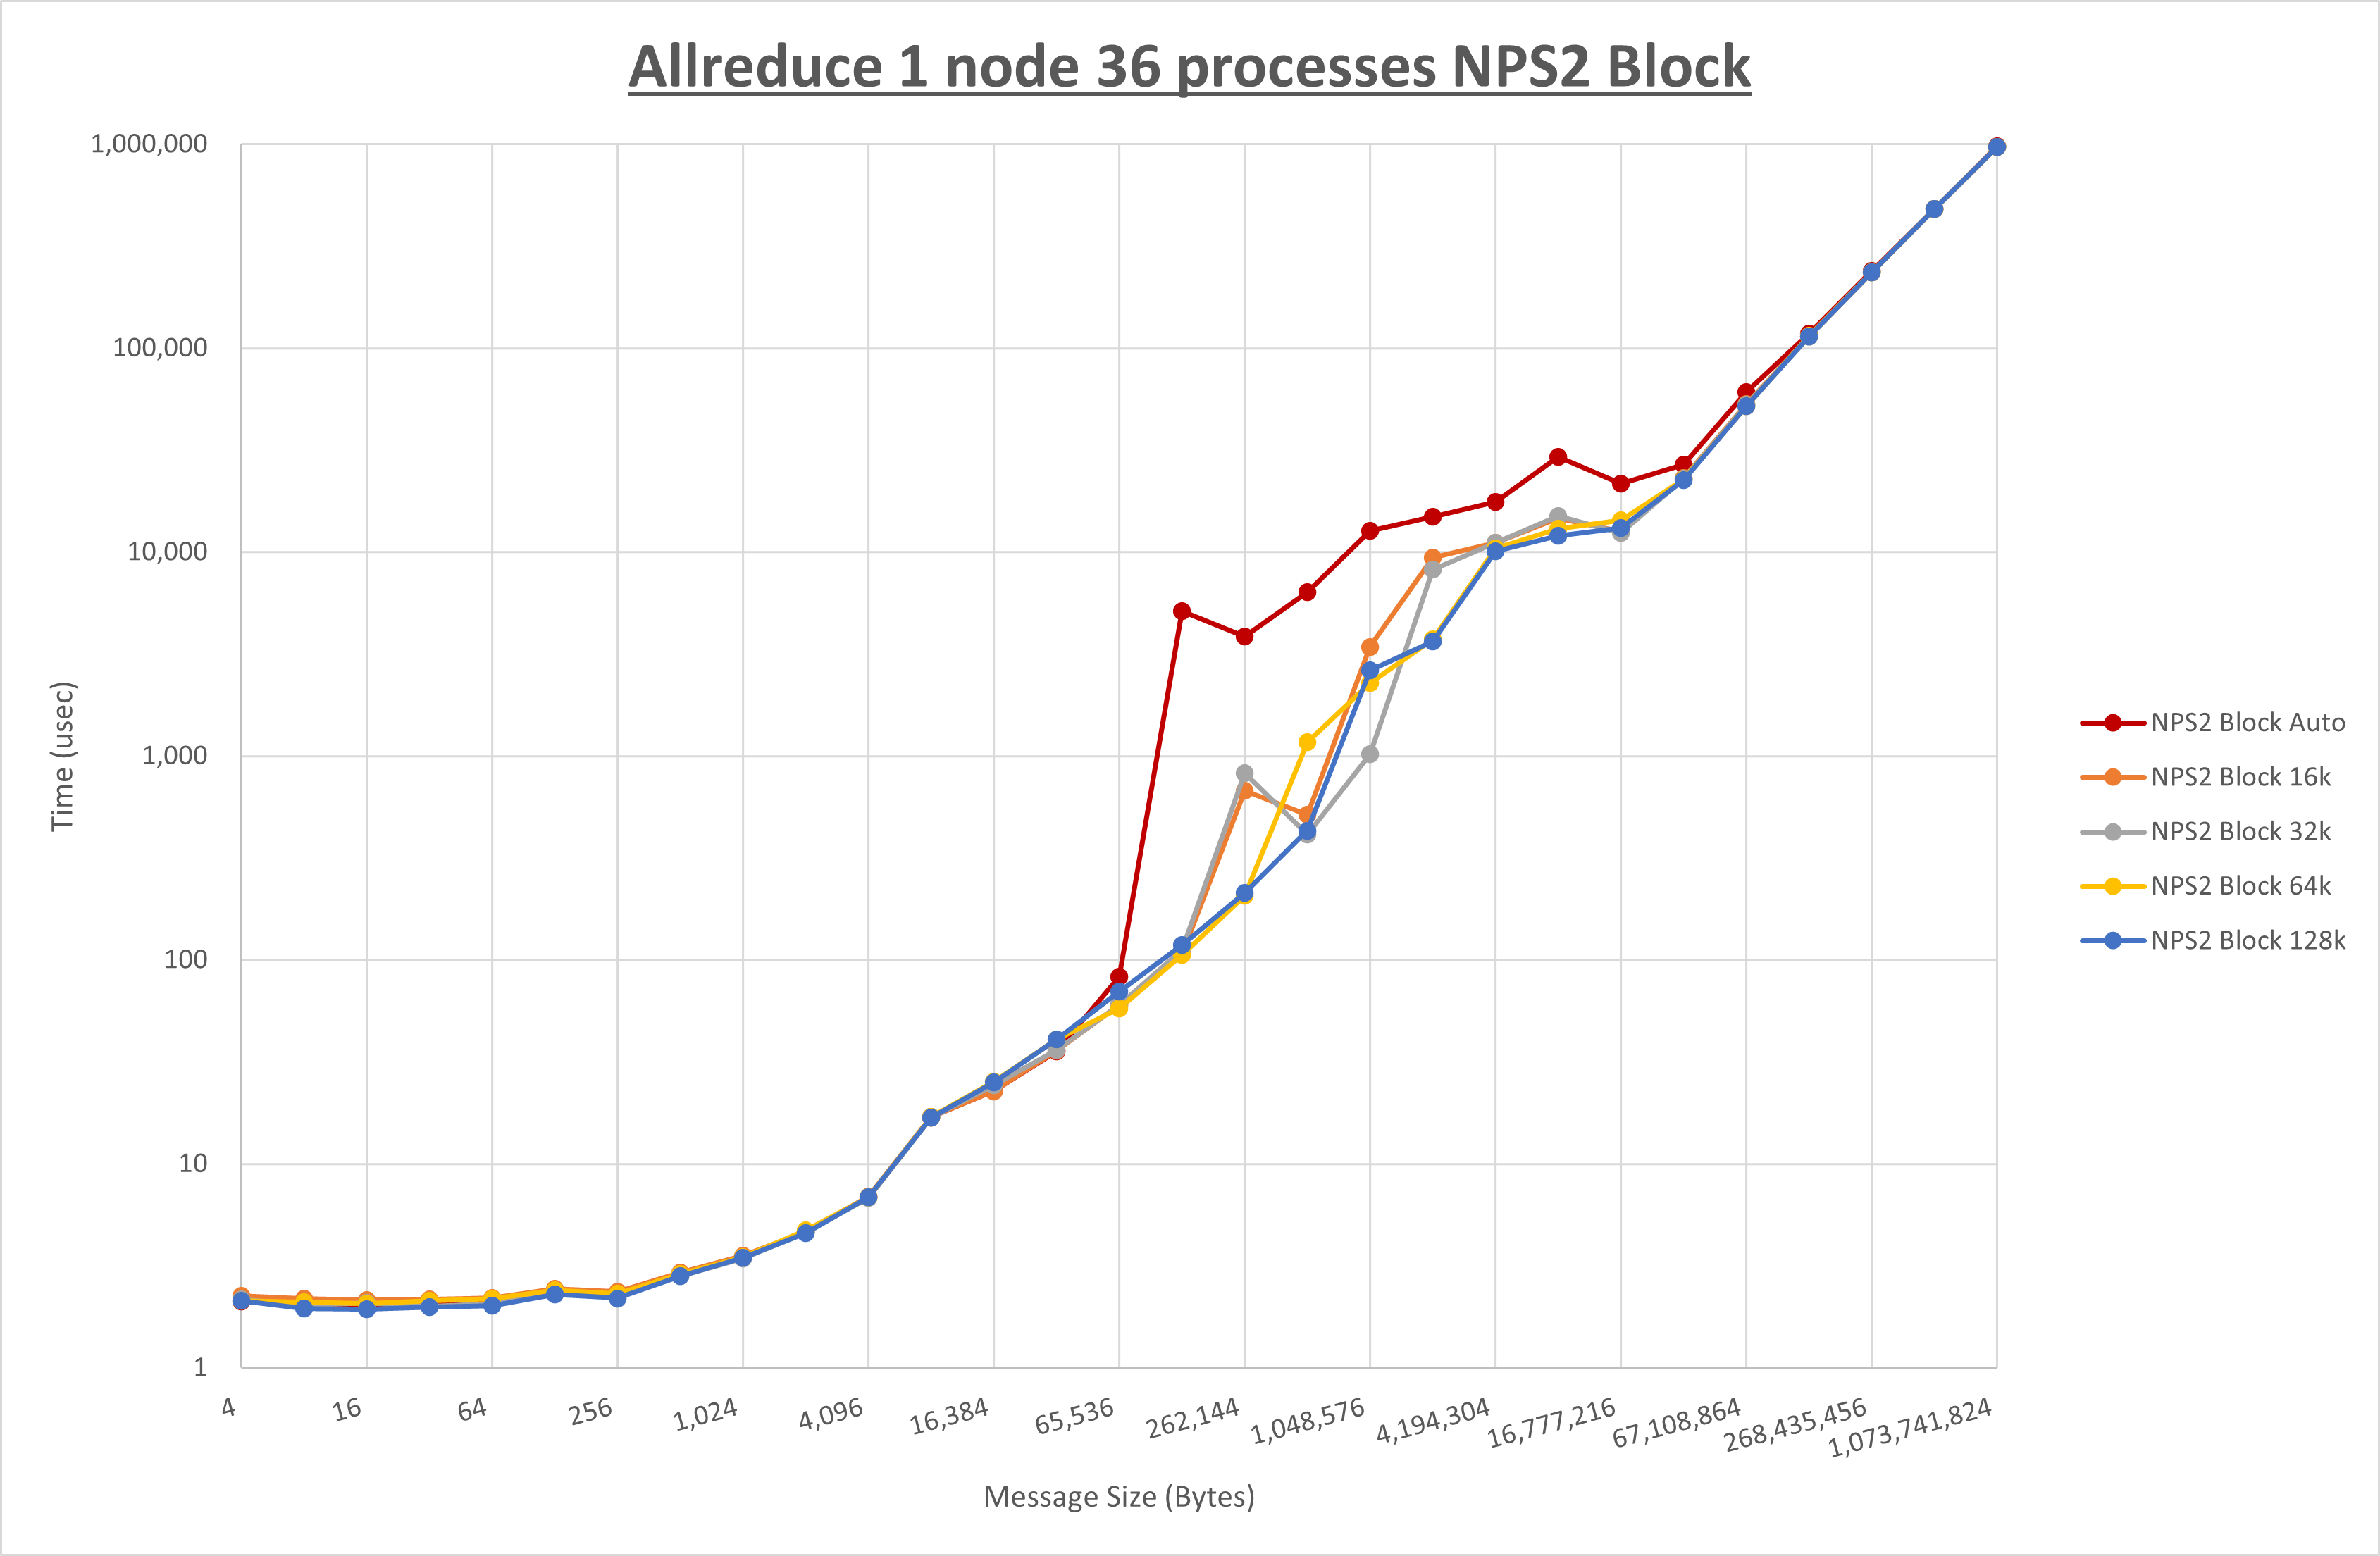 Allreduce 1 node 36 processes NPS2 Block
1,000,000
100,000
10,000
1,000
100
10
1
Time (usec)
4
16
64
256
1,024
4,096
16,384
65,536
262,144
1,048,576
4,194,304
16,777,216
67,108,864
268,435,456
1,073,741,824
Message Size (Bytes)
NPS2 Block Auto
NPS2 Block 16k
NPS2 Block 32k
NPS2 Block 64k
NPS2 Block 128k